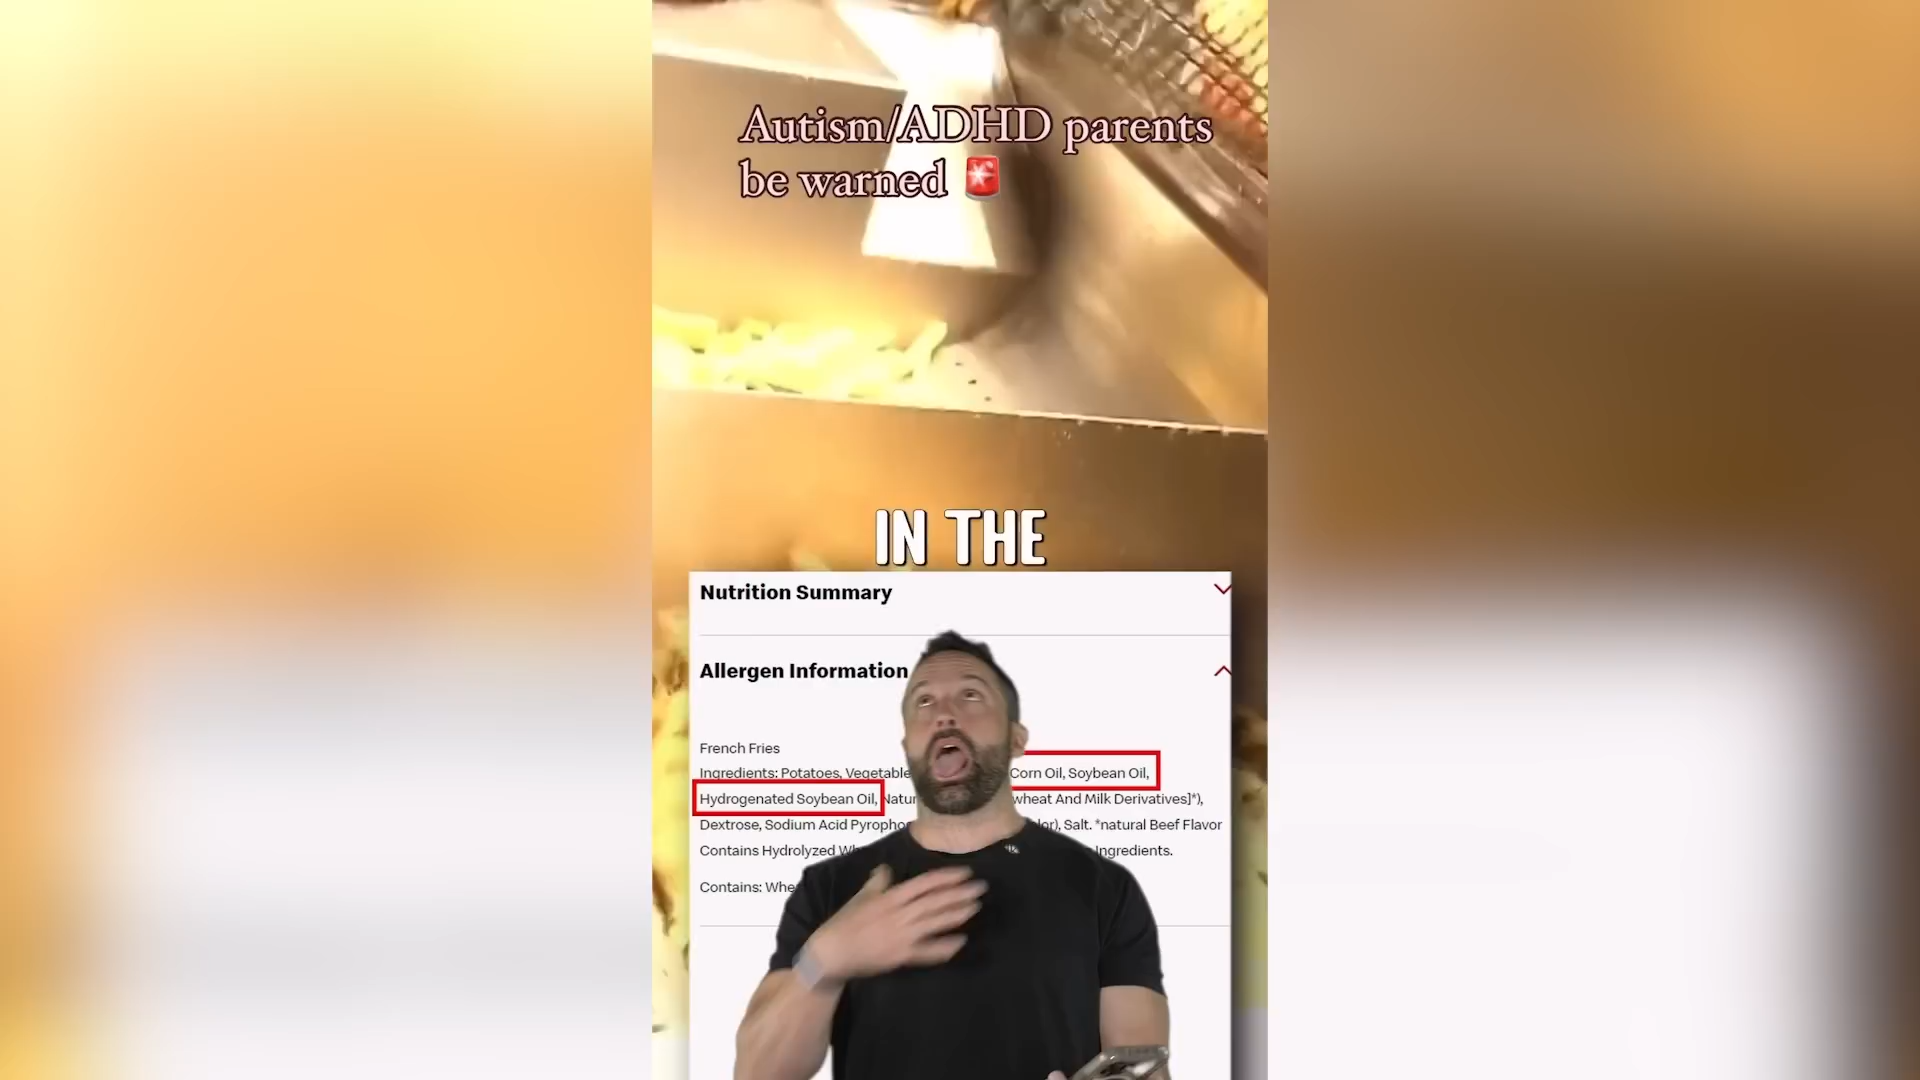 Autism/ADHD parents
be warned
IN THE
Nutrition Summary
Allergen Information
French Fries
Ingredients: Potatoes, Vegetable Corn Oil, Soybean Oil,
Hydrogenated Soybean Oil, wheat And Milk Derivatives]*),
Dextrose, Sodium Acid Salt. *natural Beef Flavor
Contains Hydrolyzed Ingredients.
Contains: